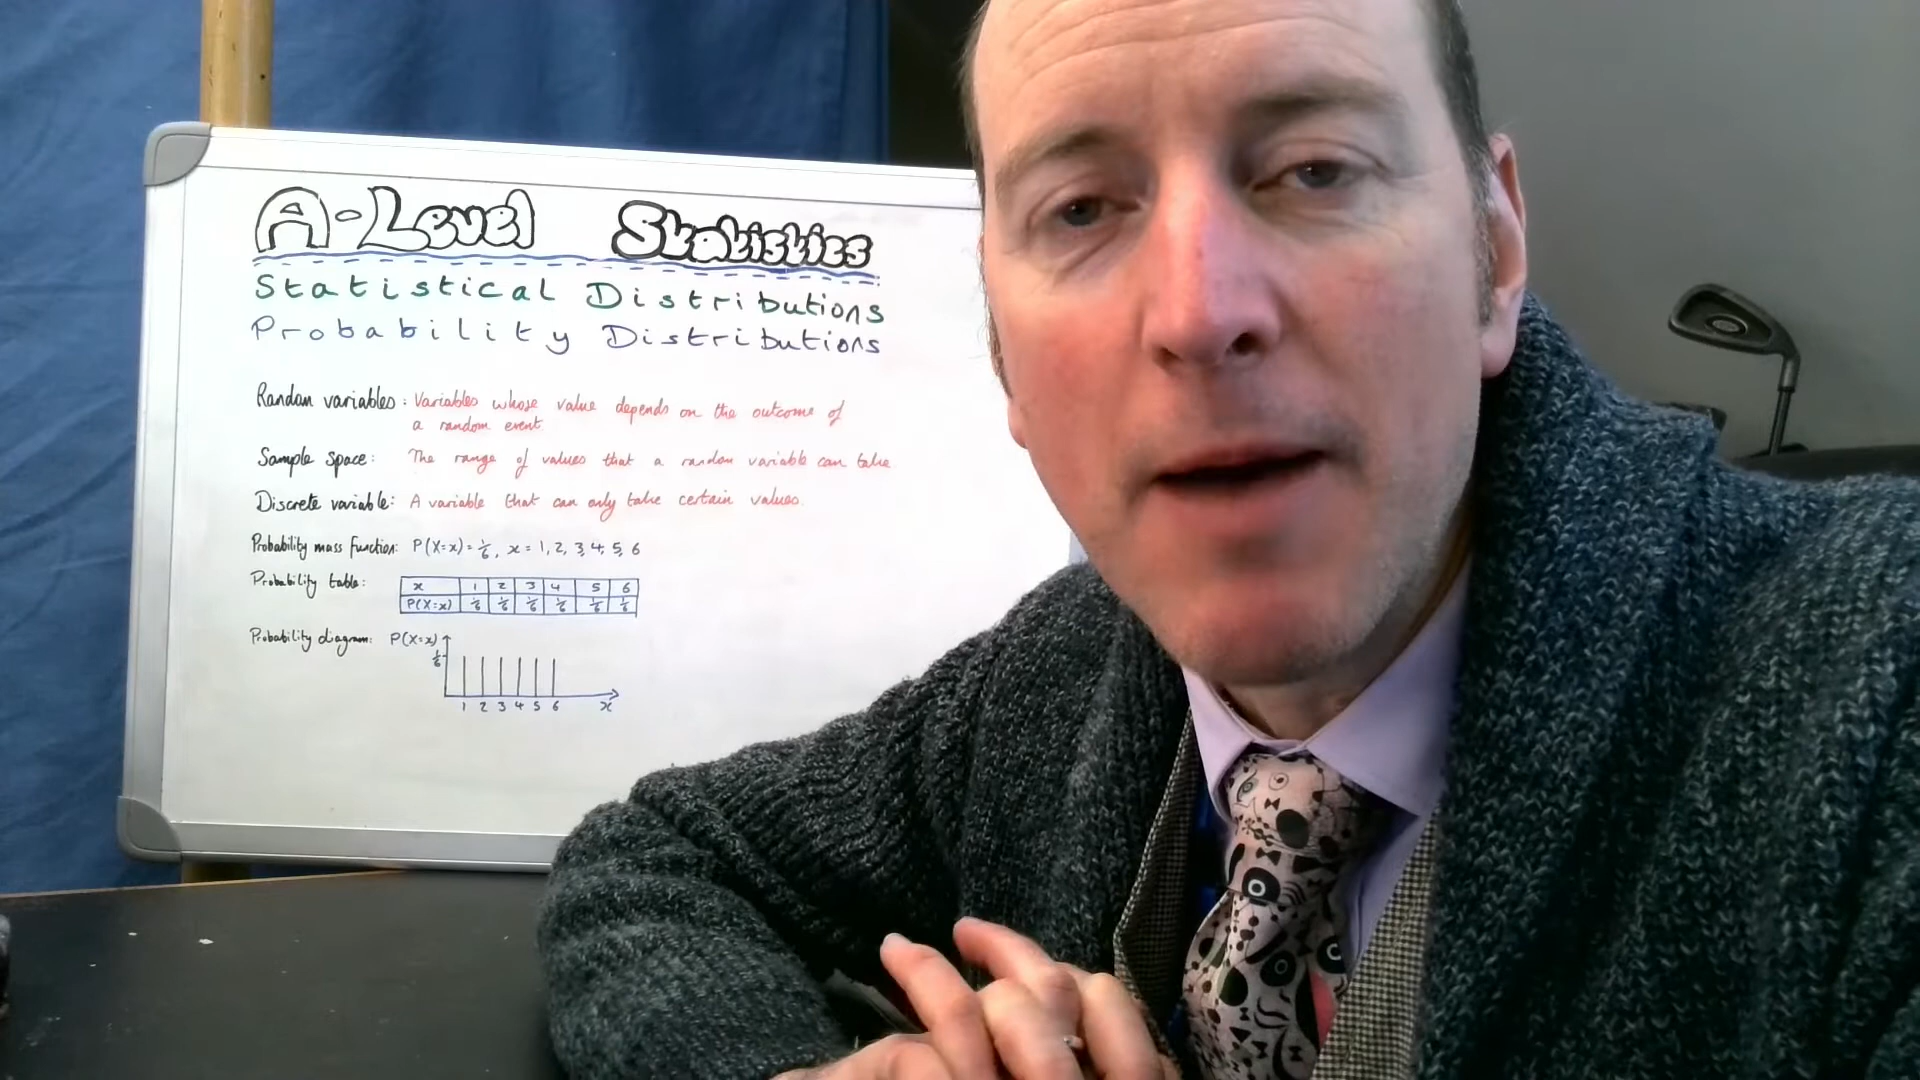 A-Level Statistics
Statistical Distributions
Probability Distributions
Random variables: Variables whose value depends on the outcome of
a random event.
Sample space: The range of values that a random variable can take
Discrete variable: A variable that can only take certain values.
Probability mass function: P(X=x) = 1/6, x = 1, 2, 3, 4, 5, 6
Probability table:
x 1 2 3 4 5 6
P(X=x) 1/6 1/6 1/6 1/6 1/6 1/6
Probability diagram: P(X=x)
1/6
1 2 3 4 5 6 x